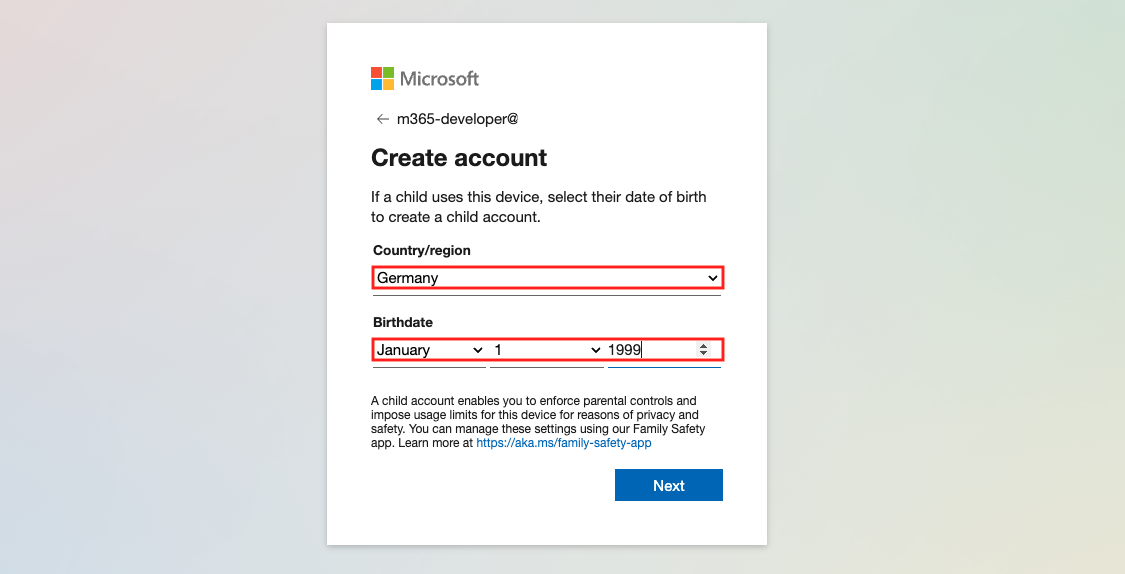 Microsoft
m365-developer@
Create account
If a child uses this device, select their date of birth
to create a child account.
Country/region
Germany
Birthdate
January 1 1999
A child account enables you to enforce parental controls and
impose usage limits for this device for reasons of privacy and
safety. You can manage these settings using our Family Safety
app. Learn more at https://aka.ms/family-safety-app
Next